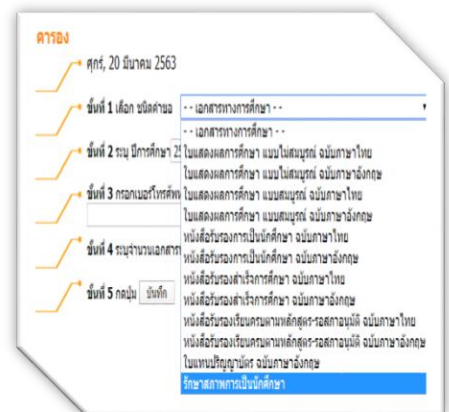 คำร้อง
ศุกร์, 20 มีนาคม 2563
ขั้นที่ 1 เลือก ชนิดคำขอ
- - เอกสารทางการศึกษา - -
- - เอกสารทางการศึกษา - -
ขั้นที่ 2 ระบุ ปีการศึกษา
ใบแสดงผลการศึกษา แบบไม่สมบูรณ์ ฉบับภาษาไทย
ใบแสดงผลการศึกษา แบบไม่สมบูรณ์ ฉบับภาษาอังกฤษ
ขั้นที่ 3 กรอกเบอร์โทรศัพท
ใบแสดงผลการศึกษา แบบสมบูรณ์ ฉบับภาษาไทย
ใบแสดงผลการศึกษา แบบสมบูรณ์ ฉบับภาษาอังกฤษ
หนังสือรับรองการเป็นนักศึกษา ฉบับภาษาไทย
ขั้นที่ 4 ระบุจำนวนเอกสาร
หนังสือรับรองการเป็นนักศึกษา ฉบับภาษาอังกฤษ
หนังสือรับรองสำเร็จการศึกษา ฉบับภาษาไทย
ขั้นที่ 5 กดปุ่ม บันทึก
หนังสือรับรองสำเร็จการศึกษา ฉบับภาษาอังกฤษ
หนังสือรับรองเรียนครบตามหลักสูตร-รอสภาอนุมัติ ฉบับภาษาไทย
หนังสือรับรองเรียนครบตามหลักสูตร-รอสภาอนุมัติ ฉบับภาษาอังกฤษ
ใบแทนปริญญาบัตร ฉบับภาษาอังกฤษ
รักษาสภาพการเป็นนักศึกษา